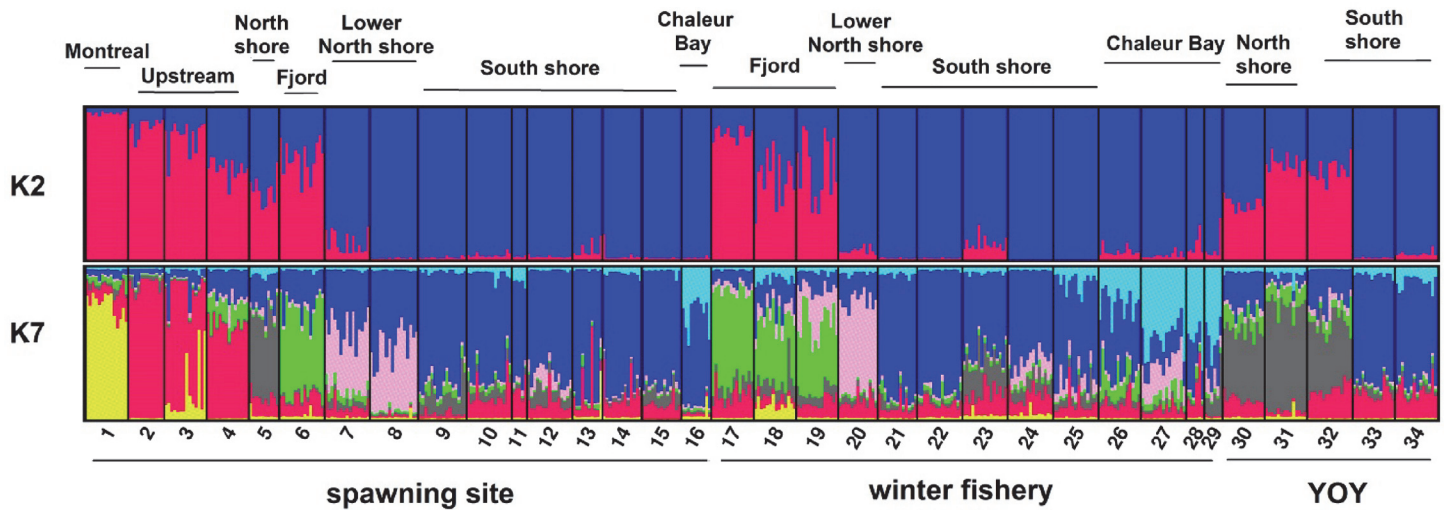 Montreal
Upstream
North
shore
Fjord
Lower
North shore
South shore
Chaleur
Bay
Fjord
Lower
North shore
South shore
Chaleur Bay
North
shore
South
shore
K2
K7
1 2 3 4 5 6 7 8 9 10 11 12 13 14 15 16 17 18 19 20 21 22 23 24 25 26 27 28 29 30 31 32 33 34
spawning site winter fishery YOY